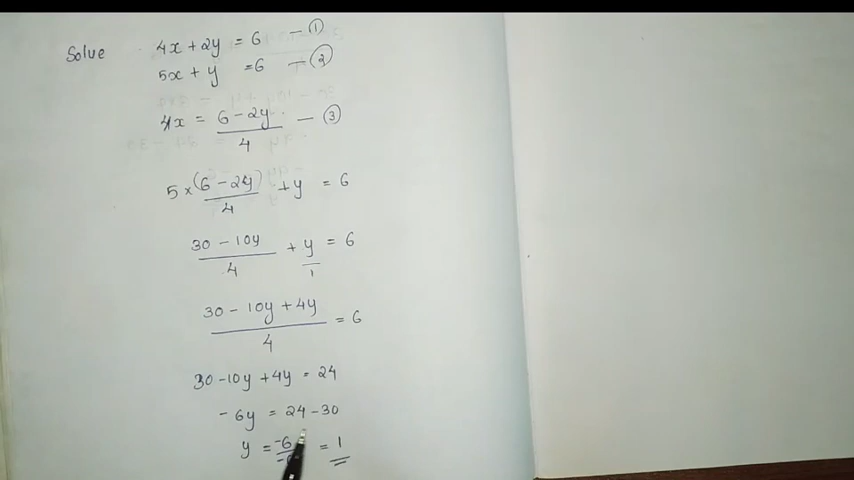 Solve 4x + 2y = 6 — ①
5x + y = 6 — ②
4x = (6 - 2y)/4 — ③
5 × (6 - 2y)/4 + y = 6
(30 - 10y)/4 + y/1 = 6
(30 - 10y + 4y)/4 = 6
30 - 10y + 4y = 24
- 6y = 24 - 30
y = -6/- = 1